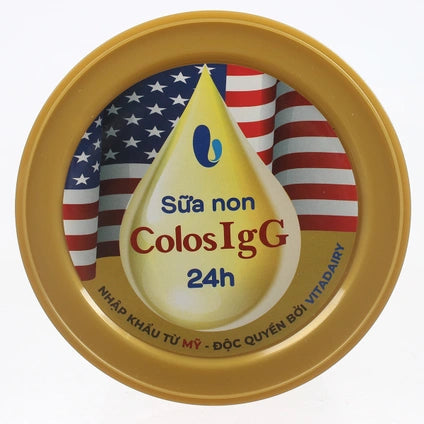 Sữa non
ColosIgG
24h
NHẬP KHẨU TỪ MỸ - ĐỘC QUYỀN BỞI VITADAIRY